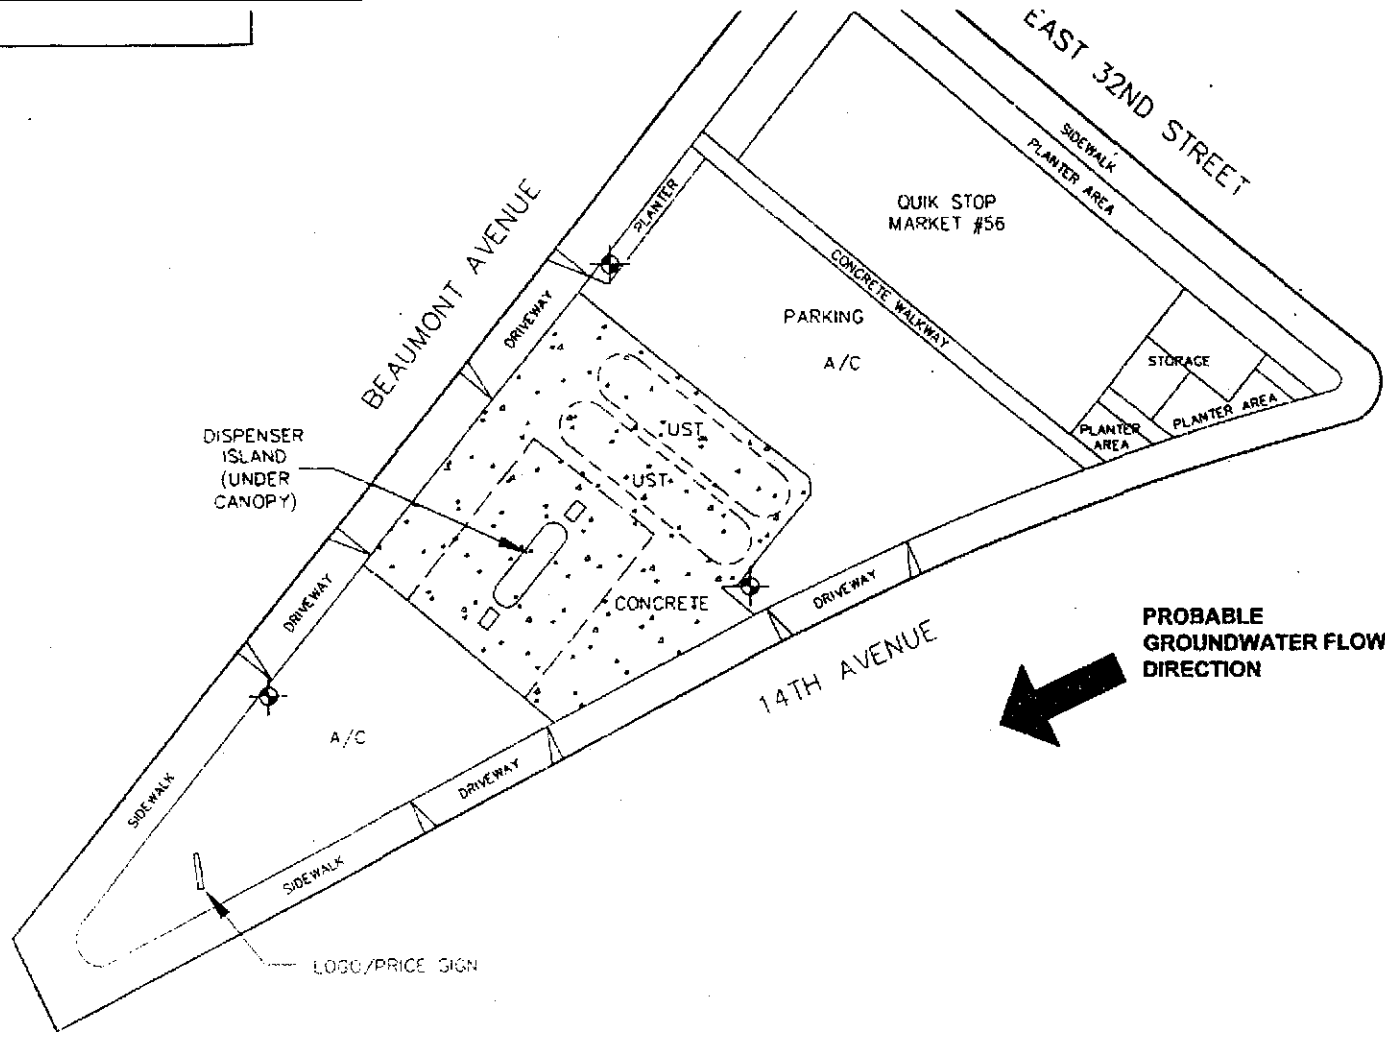 EAST 32ND STREET
SIDEWALK
PLANTER AREA
QUIK STOP
MARKET #56
PLANTER
BEAUMONT AVENUE
CONCRETE WALKWAY
DRIVEWAY
PARKING
A/C
STORAGE
PLANTER AREA
PLANTER
AREA
UST
UST
DISPENSER
ISLAND
(UNDER
CANOPY)
CONCRETE
DRIVEWAY
DRIVEWAY
14TH AVENUE
PROBABLE
GROUNDWATER FLOW
DIRECTION
A/C
DRIVEWAY
SIDEWALK
SIDEWALK
LOGO/PRICE SIGN